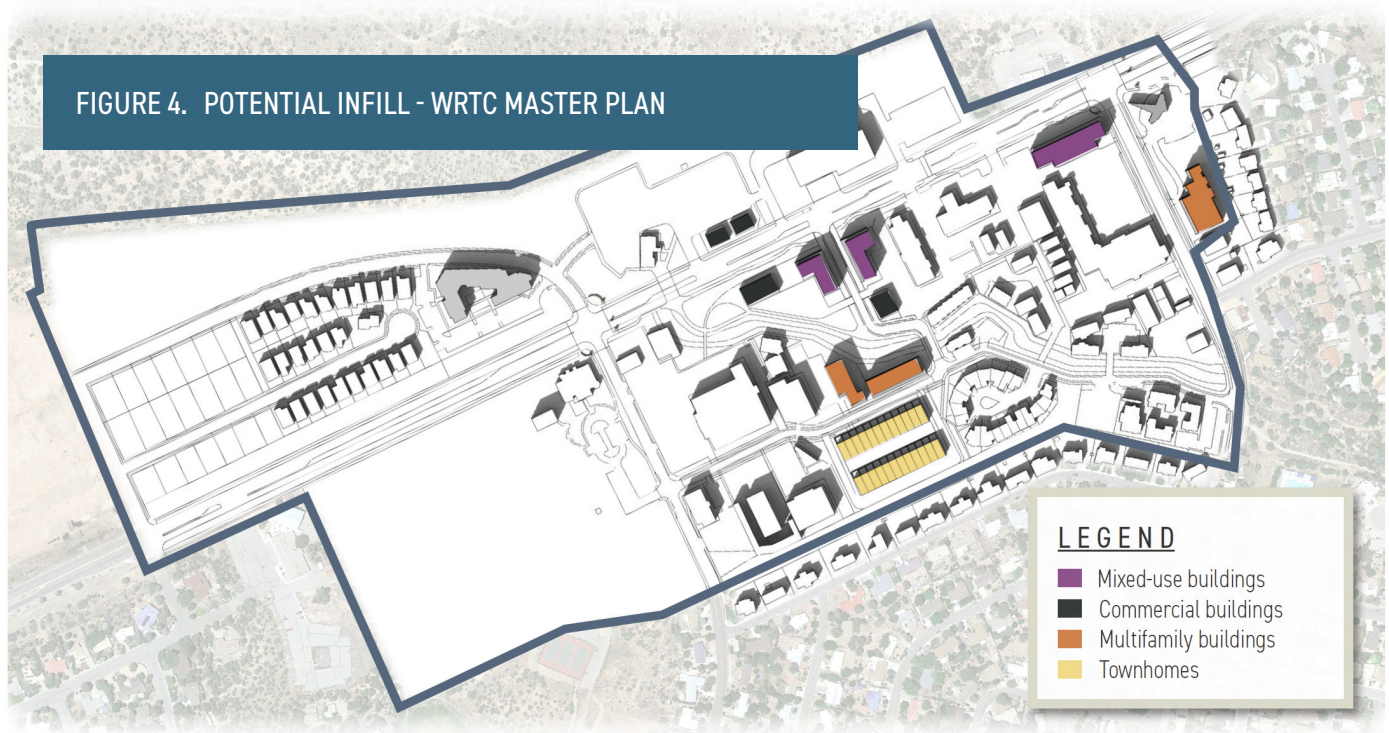 FIGURE 4. POTENTIAL INFILL - WRTC MASTER PLAN
LEGEND
Mixed-use buildings
Commercial buildings
Multifamily buildings
Townhomes